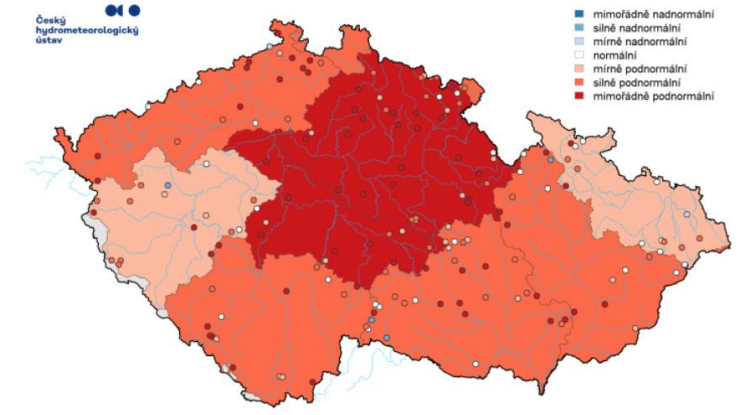 Český
hydrometeorologický
ústav
mimořádně nadnormální
silně nadnormální
mírně nadnormální
normální
mírně podnormální
silně podnormální
mimořádně podnormální